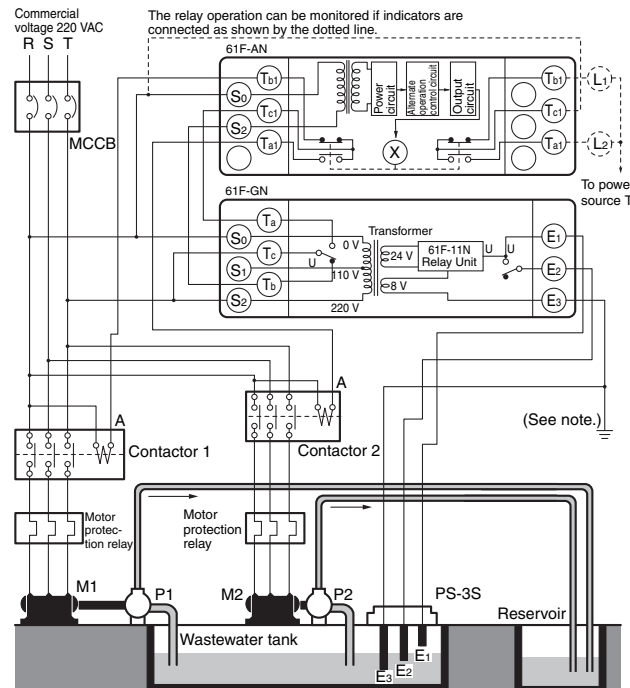 Commercial
voltage 220 VAC
R S T
The relay operation can be monitored if indicators are
connected as shown by the dotted line.
MCCB
61F-AN
S0
S2
Tb1
Tc1
Ta1
Power
circuit
Alternate
operation
control circuit
Output
circuit
X
Tb1
Tc1
Ta1
L1
L2
To powe
source T
61F-GN
S0
S1
S2
Ta
Tc
Tb
U
0 V
110 V
220 V
Transformer
24 V
8 V
61F-11N
Relay Unit
U
U
E1
E2
E3
A
Contactor 1
A
Contactor 2
(See note.)
Motor
protec-
tion relay
Motor
protection
relay
M1
P1
M2
P2
PS-3S
Reservoir
Wastewater tank
E3
E2
E1